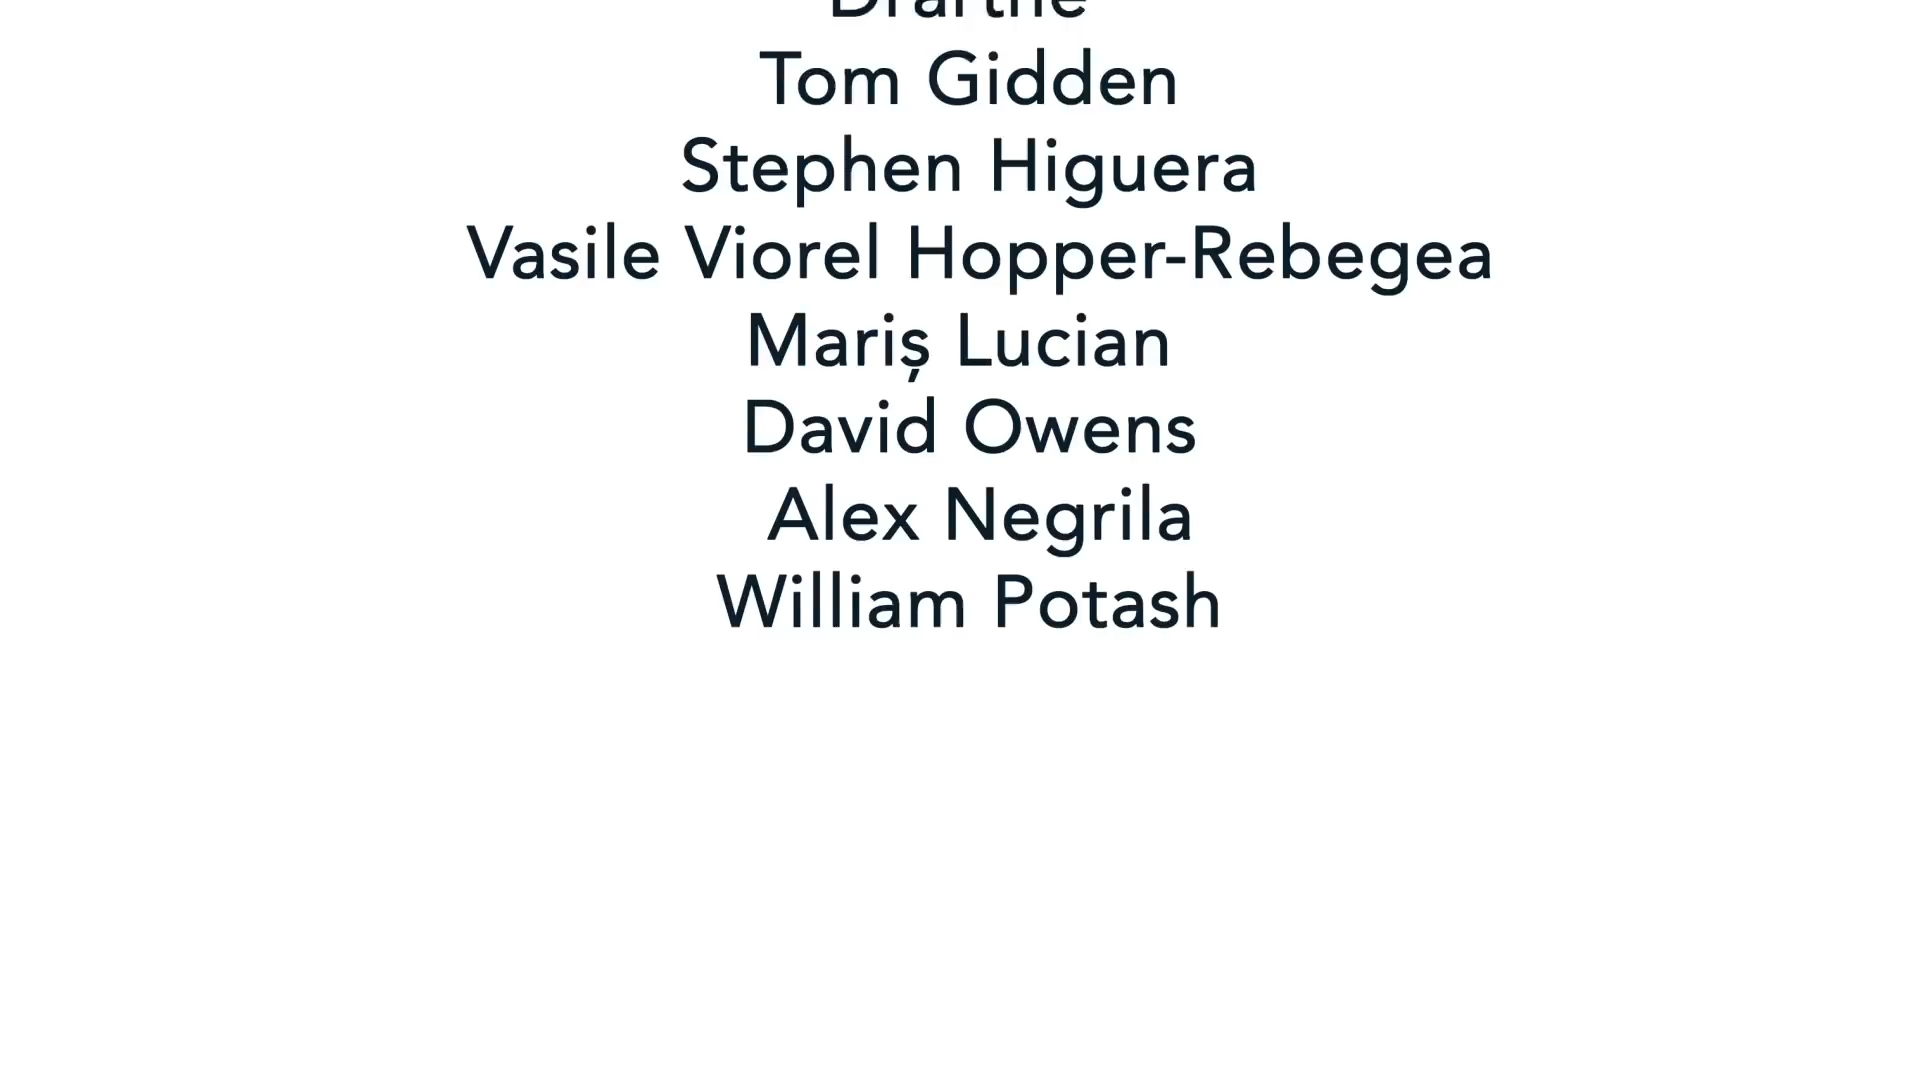 Tom Gidden
Stephen Higuera
Vasile Viorel Hopper-Rebegea
Mariș Lucian
David Owens
Alex Negrila
William Potash